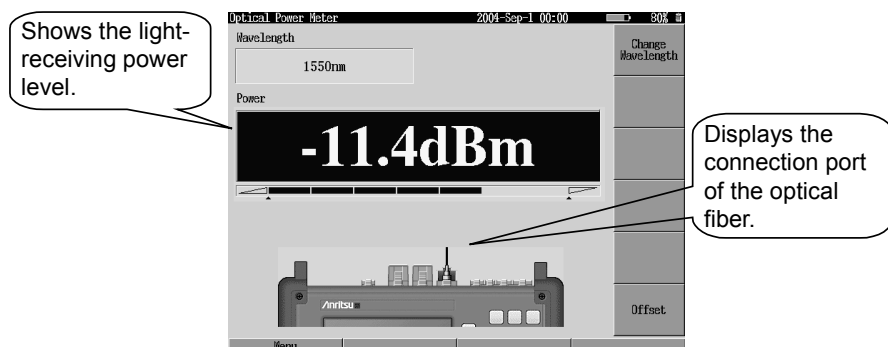 Optical Power Meter 2004-Sep-1 00:00 80%
Shows the light-
receiving power
level.
Wavelength
1550nm
Change
Wavelength
Power
-11.4dBm
Displays the
connection port
of the optical
fiber.
Anritsu
Offset
Menu